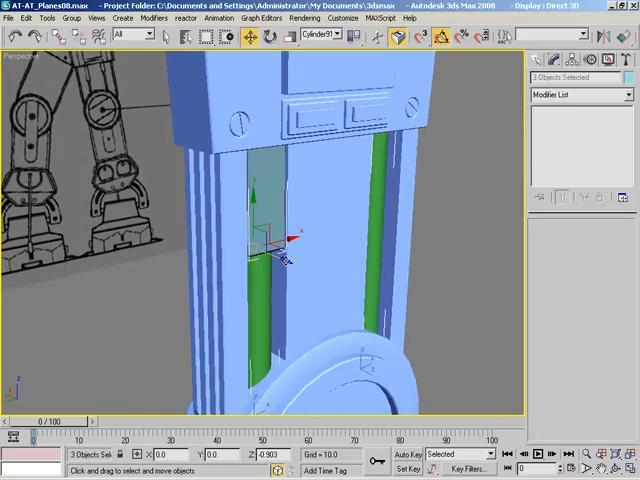 AT-AT_Planes08.max - Project Folder: C:\Documents and Settings\Administrator\My Documents\3dsmax - Autodesk 3ds Max 2008 - Display : Direct 3D
File Edit Tools Group Views Create Modifiers reactor Animation Graph Editors Rendering Customize MAXScript Help
All Cylinder91
Perspective
3 Objects Selected
Modifier List
0 / 100
0 10 20 30 40 50 60 70 80 90 100
3 Objects Sel X: 0.0 Y: 0.0 Z: -0.903 Grid = 10.0 Auto Key Selected
Click and drag to select and move objects Add Time Tag Set Key Key Filters... 0